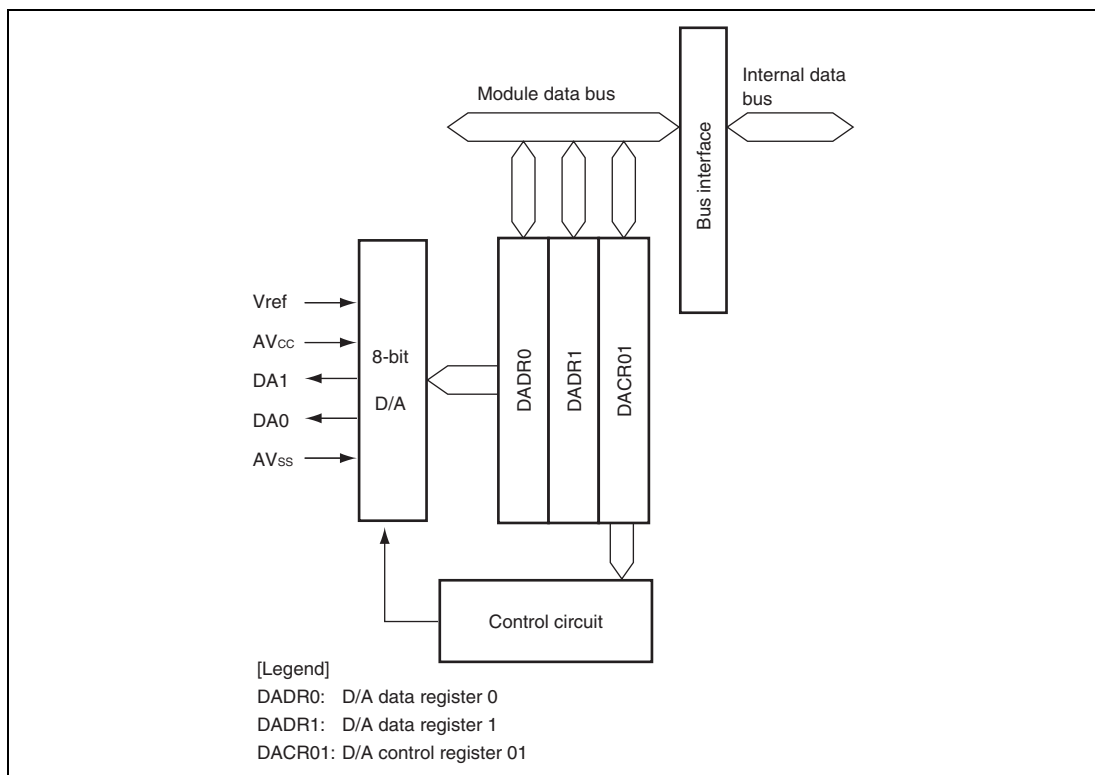 Module data bus
Internal data
bus
Bus interface
Vref
AVCC
DA1
DA0
AVSS
8-bit
D/A
DADR0
DADR1
DACR01
Control circuit
[Legend]
DADR0: D/A data register 0
DADR1: D/A data register 1
DACR01: D/A control register 01